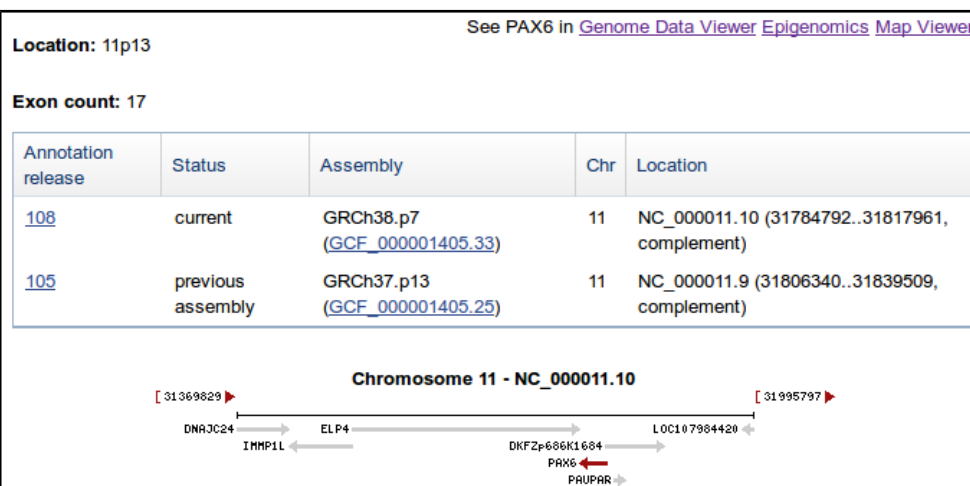 See PAX6 in Genome Data Viewer Epigenomics Map Viewer
Location: 11p13
Exon count: 17
Annotation release Status Assembly Chr Location
108 current GRCh38.p7 (GCF_000001405.33) 11 NC_000011.10 (31784792..31817961, complement)
105 previous assembly GRCh37.p13 (GCF_000001405.25) 11 NC_000011.9 (31806340..31839509, complement)
Chromosome 11 - NC_000011.10
[ 31369829 [ 31995797
DNAJC24 ELP4 LOC107984420
IMMP1L DKFZp686K1684
PAX6
PAUPAR